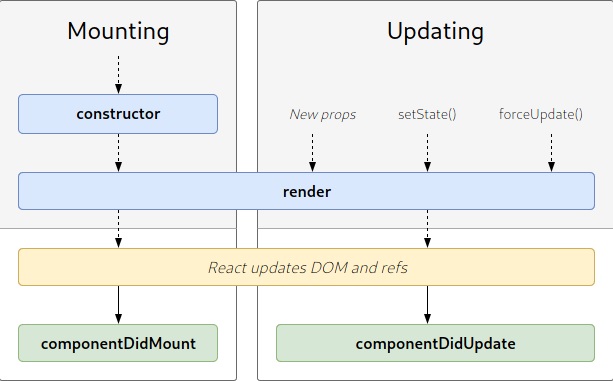 Mounting
Updating
constructor
New props
setState()
forceUpdate()
render
React updates DOM and refs
componentDidMount
componentDidUpdate